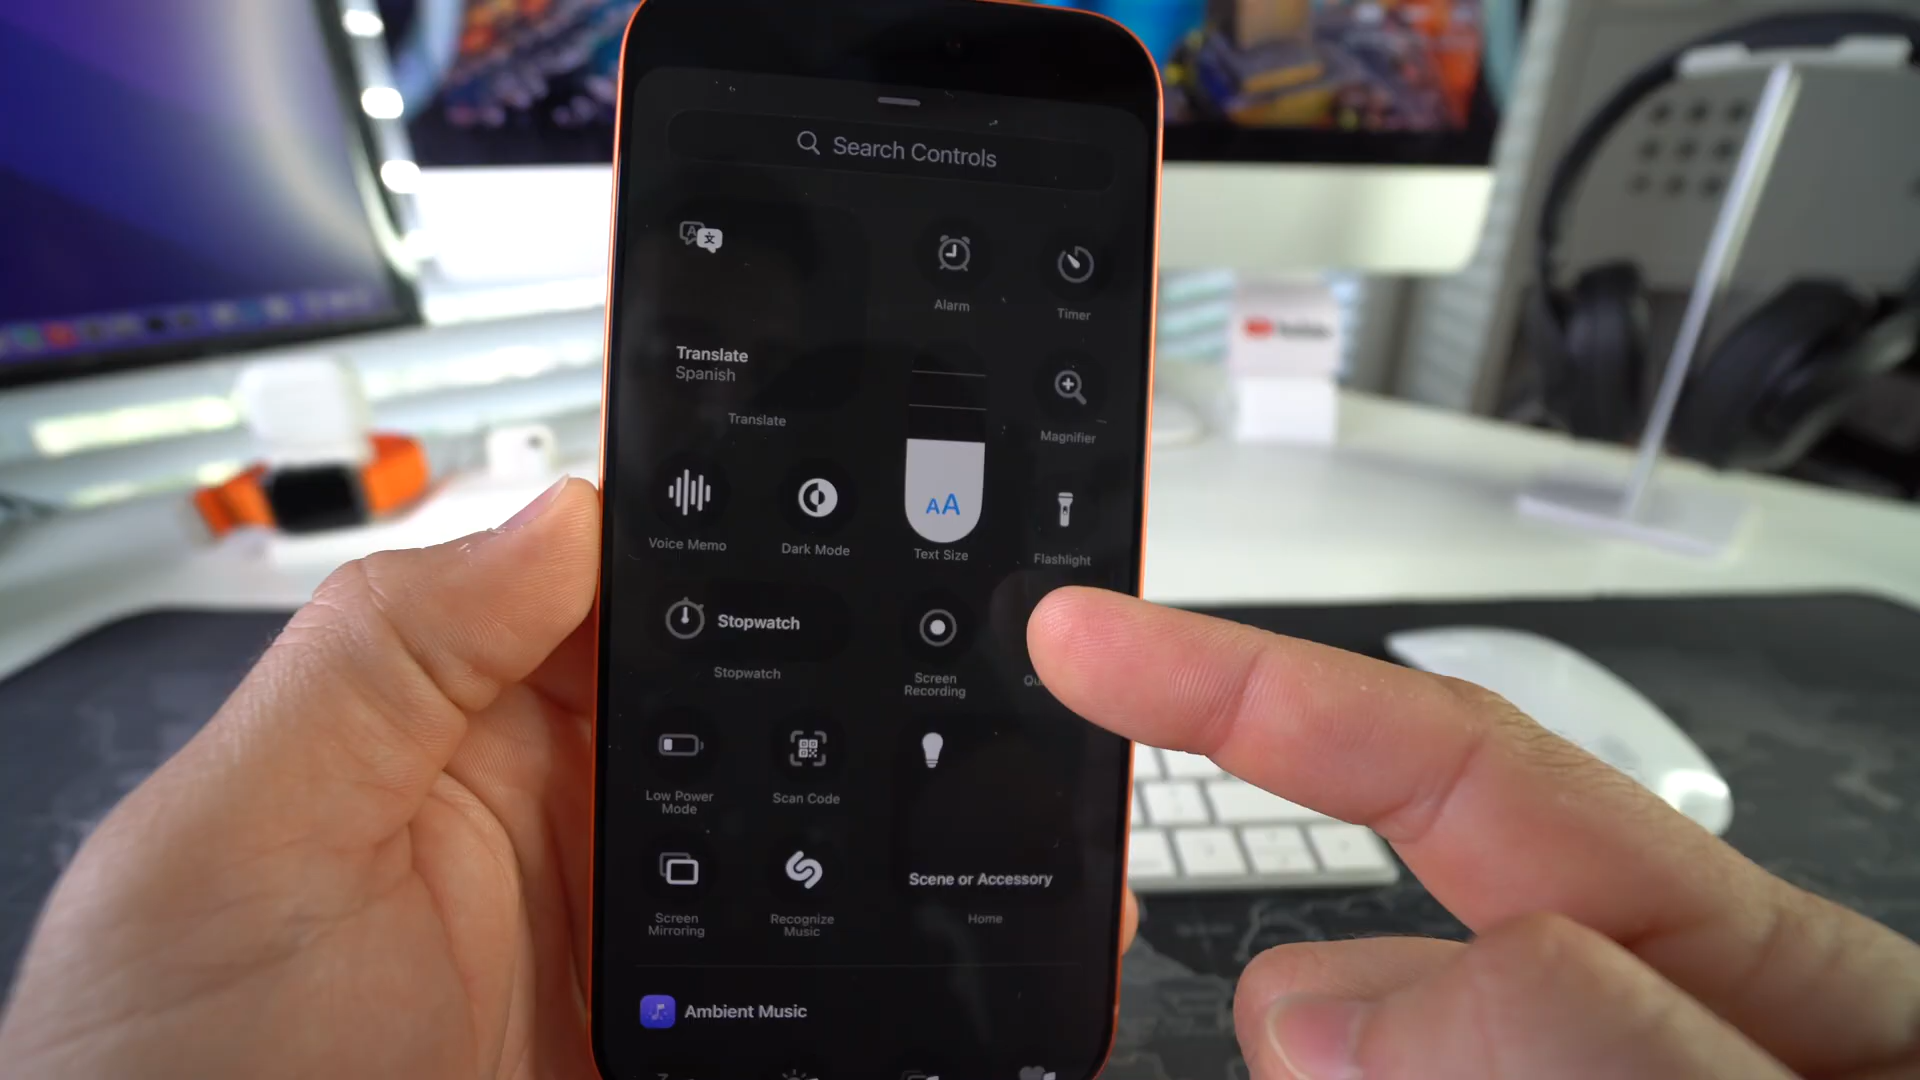 Search Controls
Alarm
Timer
Translate
Spanish
Translate
Magnifier
AA
Voice Memo
Dark Mode
Text Size
Flashlight
Stopwatch
Stopwatch
Screen
Recording
Low Power
Mode
Scan Code
Scene or Accessory
Home
Screen
Mirroring
Recognize
Music
Ambient Music